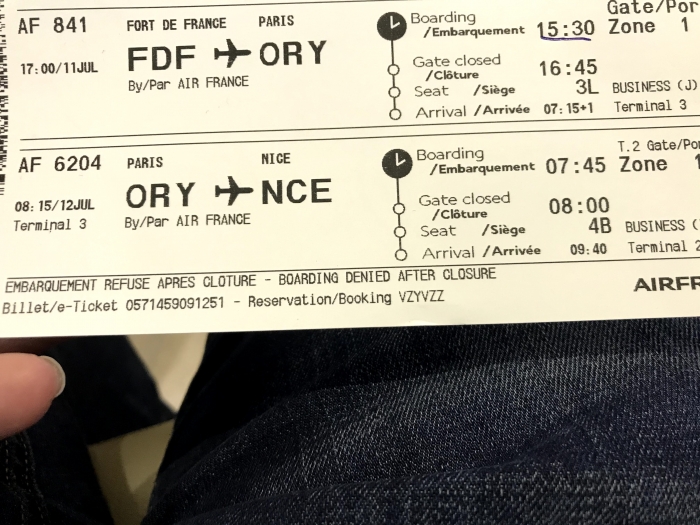 Gate/Por
AF 841 FORT DE FRANCE PARIS Boarding /Embarquement 15:30 Zone 1
17:00/11JUL FDF ORY Gate closed /Clôture 16:45
By/Par AIR FRANCE Seat /Siège 3L BUSINESS (J)
Arrival /Arrivée 07:15+1 Terminal 3
T.2 Gate/Por
AF 6204 PARIS NICE Boarding /Embarquement 07:45 Zone 1
08:15/12JUL ORY NCE Gate closed /Clôture 08:00
Terminal 3 By/Par AIR FRANCE Seat /Siège 4B BUSINESS (
Arrival /Arrivée 09:40 Terminal 2
EMBARQUEMENT REFUSE APRES CLOTURE - BOARDING DENIED AFTER CLOSURE
Billet/e-Ticket 0571459091251 - Reservation/Booking VZYVZZ
AIRFR